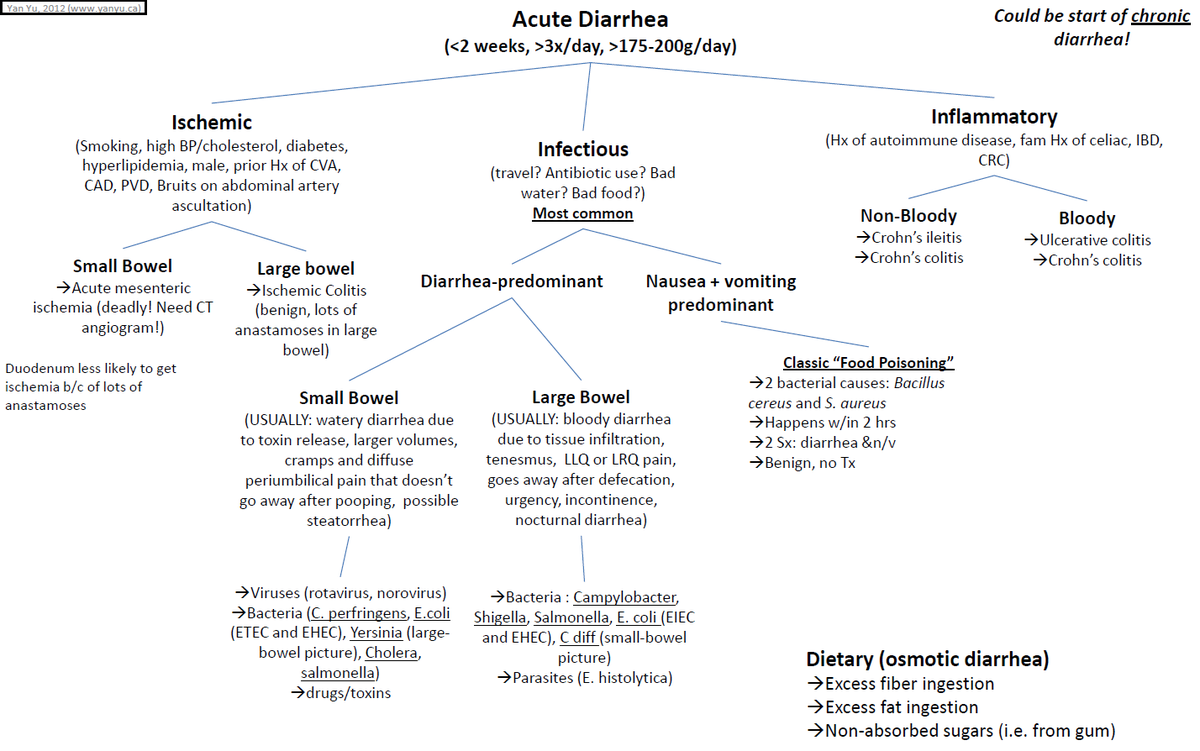 Yan Yu, 2012 (www.yanyu.ca)
Acute Diarrhea
(<2 weeks, >3x/day, >175-200g/day)
Could be start of chronic
diarrhea!
Ischemic
(Smoking, high BP/cholesterol, diabetes,
hyperlipidemia, male, prior Hx of CVA,
CAD, PVD, Bruits on abdominal artery
ascultation)
Small Bowel
→Acute mesenteric
ischemia (deadly! Need CT
angiogram!)
Large bowel
→Ischemic Colitis
(benign, lots of
anastamoses in large
bowel)
Duodenum less likely to get
ischemia b/c of lots of
anastamoses
Infectious
(travel? Antibiotic use? Bad
water? Bad food?)
Most common
Diarrhea-predominant
Small Bowel
(USUALLY: watery diarrhea due
to toxin release, larger volumes,
cramps and diffuse
periumbilical pain that doesn't
go away after pooping,  possible
steatorrhea)
→Viruses (rotavirus, norovirus)
→Bacteria (C. perfringens, E.coli
(ETEC and EHEC), Yersinia (large-
bowel picture), Cholera,
salmonella)
→drugs/toxins
Large Bowel
(USUALLY: bloody diarrhea
due to tissue infiltration,
tenesmus,  LLQ or LRQ pain,
goes away after defecation,
urgency, incontinence,
nocturnal diarrhea)
→Bacteria : Campylobacter,
Shigella, Salmonella, E. coli (EIEC
and EHEC), C diff (small-bowel
picture)
→Parasites (E. histolytica)
Nausea + vomiting
predominant
Classic "Food Poisoning"
→2 bacterial causes: Bacillus
cereus and S. aureus
→Happens w/in 2 hrs
→2 Sx: diarrhea &n/v
→Benign, no Tx
Inflammatory
(Hx of autoimmune disease, fam Hx of celiac, IBD,
CRC)
Non-Bloody
→Crohn's ileitis
→Crohn's colitis
Bloody
→Ulcerative colitis
→Crohn's colitis
Dietary (osmotic diarrhea)
→Excess fiber ingestion
→Excess fat ingestion
→Non-absorbed sugars (i.e. from gum)